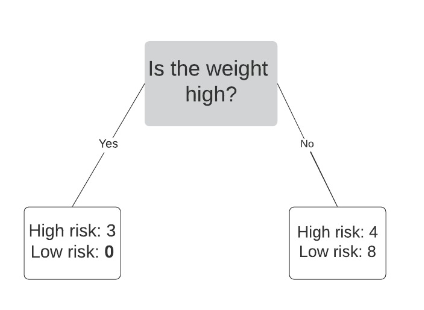 Is the weight
high?
Yes
No
High risk: 3
Low risk: 0
High risk: 4
Low risk: 8